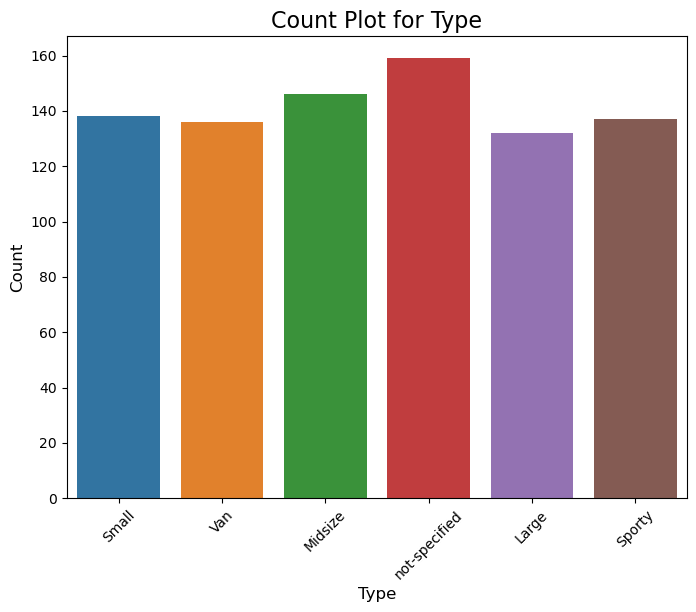 Count Plot for Type
160
140
120
100
80
60
40
20
0
Count
Small
Van
Midsize
not-specified
Large
Sporty
Type